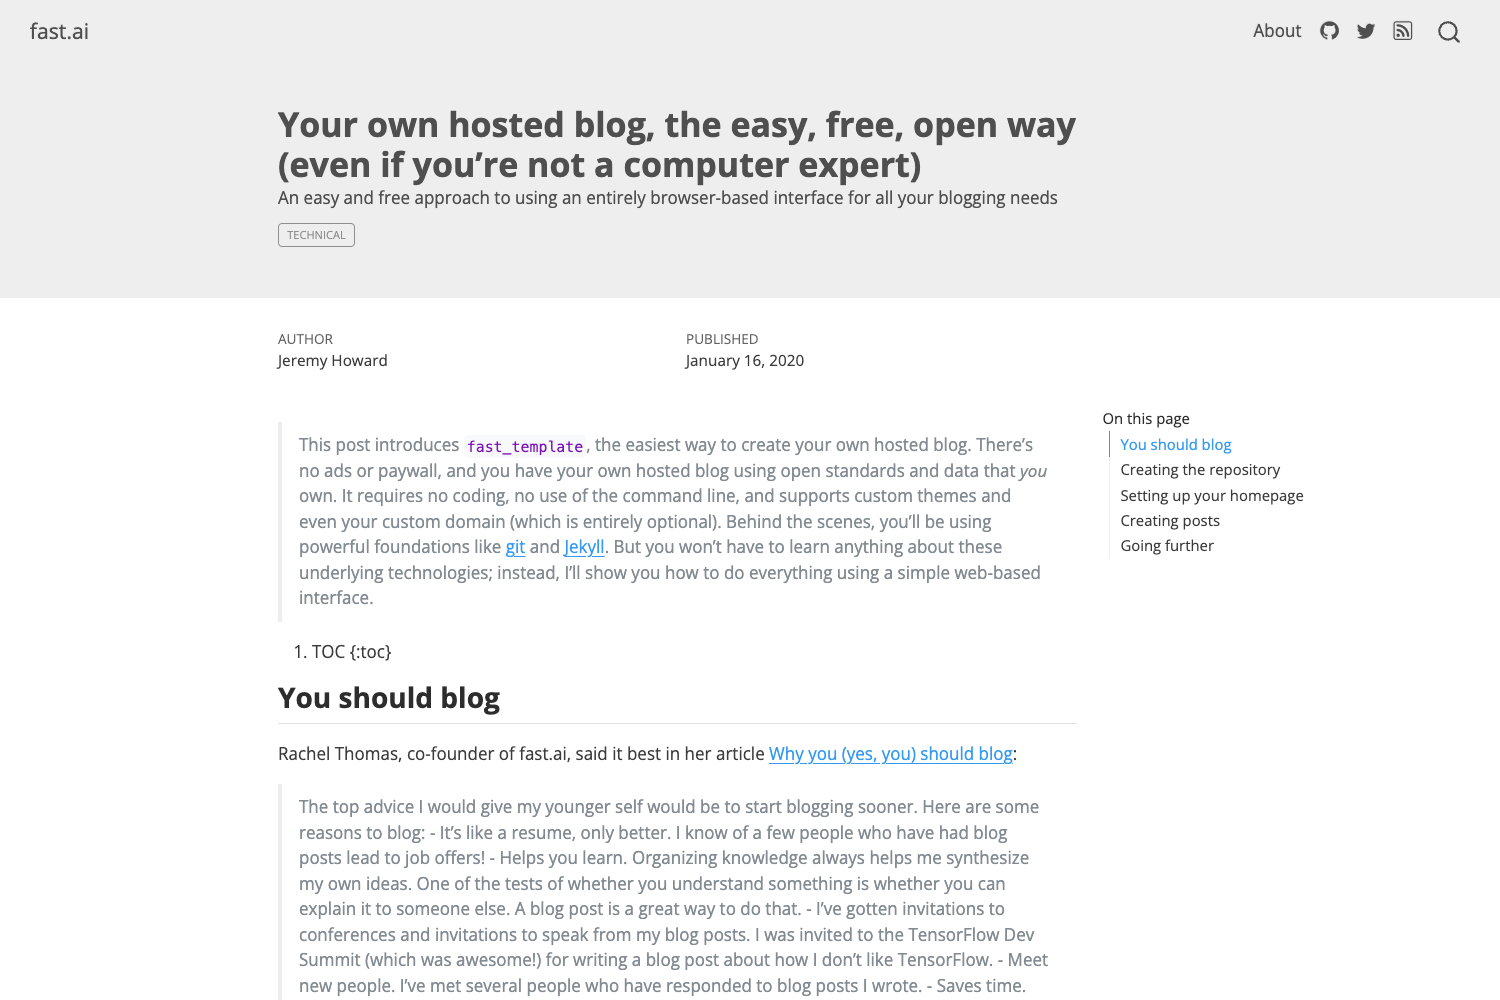 fast.ai
About
Your own hosted blog, the easy, free, open way
(even if you’re not a computer expert)
An easy and free approach to using an entirely browser-based interface for all your blogging needs
TECHNICAL
AUTHOR
Jeremy Howard
PUBLISHED
January 16, 2020
This post introduces fast_template, the easiest way to create your own hosted blog. There’s
no ads or paywall, and you have your own hosted blog using open standards and data that you
own. It requires no coding, no use of the command line, and supports custom themes and
even your custom domain (which is entirely optional). Behind the scenes, you’ll be using
powerful foundations like git and Jekyll. But you won’t have to learn anything about these
underlying technologies; instead, I’ll show you how to do everything using a simple web-based
interface.
1. TOC {:toc}
You should blog
Rachel Thomas, co-founder of fast.ai, said it best in her article Why you (yes, you) should blog:
The top advice I would give my younger self would be to start blogging sooner. Here are some
reasons to blog: - It’s like a resume, only better. I know of a few people who have had blog
posts lead to job offers! - Helps you learn. Organizing knowledge always helps me synthesize
my own ideas. One of the tests of whether you understand something is whether you can
explain it to someone else. A blog post is a great way to do that. - I’ve gotten invitations to
conferences and invitations to speak from my blog posts. I was invited to the TensorFlow Dev
Summit (which was awesome!) for writing a blog post about how I don’t like TensorFlow. - Meet
new people. I’ve met several people who have responded to blog posts I wrote. - Saves time.
On this page
You should blog
Creating the repository
Setting up your homepage
Creating posts
Going further